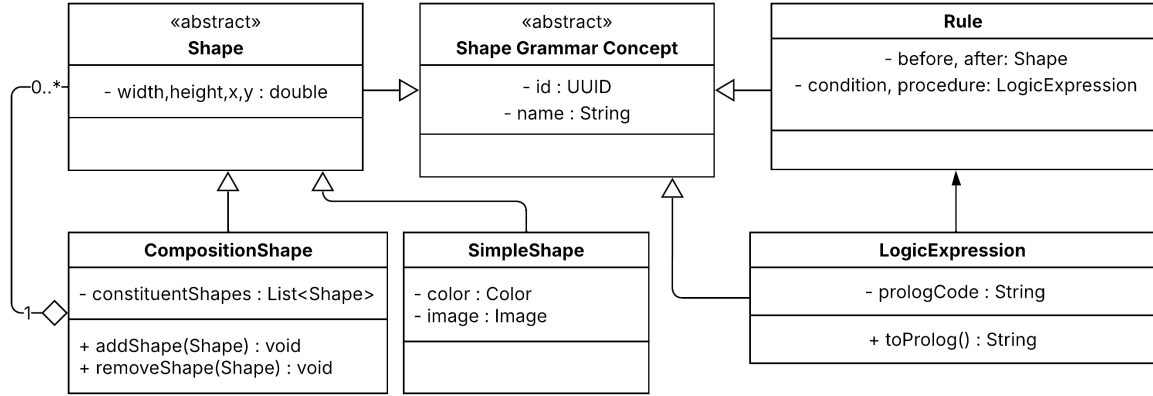 «abstract»
Shape
- width,height,x,y : double
0..*
«abstract»
Shape Grammar Concept
- id : UUID
- name : String
Rule
- before, after: Shape
- condition, procedure: LogicExpression
CompositionShape
- constituentShapes : List<Shape>
1
+ addShape(Shape) : void
+ removeShape(Shape) : void
SimpleShape
- color : Color
- image : Image
LogicExpression
- prologCode : String
+ toProlog() : String